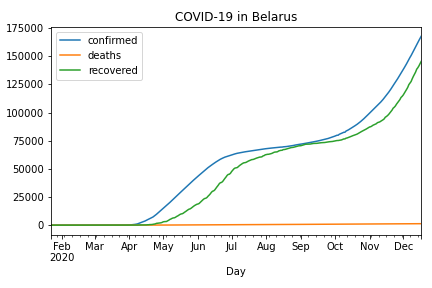 COVID-19 in Belarus
confirmed
deaths
recovered
175000
150000
125000
100000
75000
50000
25000
0
Feb Mar Apr May Jun Jul Aug Sep Oct Nov Dec
2020
Day